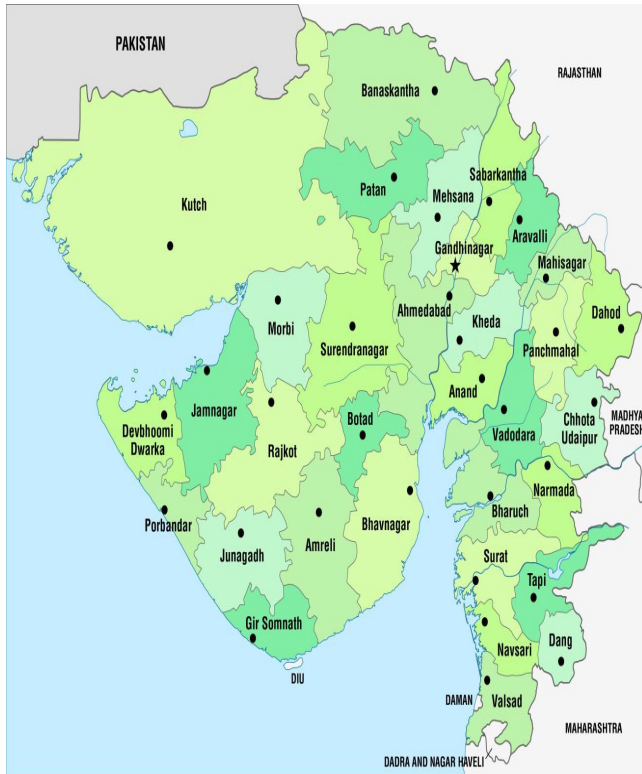 PAKISTAN
RAJASTHAN
Banaskantha
Patan
Sabarkantha
Mehsana
Kutch
Gandhinagar
Aravalli
Mahisagar
Ahmedabad
Dahod
Morbi
Kheda
Surendranagar
Panchmahal
Anand
Jamnagar
Botad
Chhota
Udaipur
MADHYA
PRADESH
Devbhoomi
Dwarka
Vadodara
Rajkot
Narmada
Bharuch
Porbandar
Bhavnagar
Amreli
Junagadh
Surat
Tapi
Gir Somnath
Dang
Navsari
DIU
DAMAN
Valsad
MAHARASHTRA
DADRA AND NAGAR HAVELI